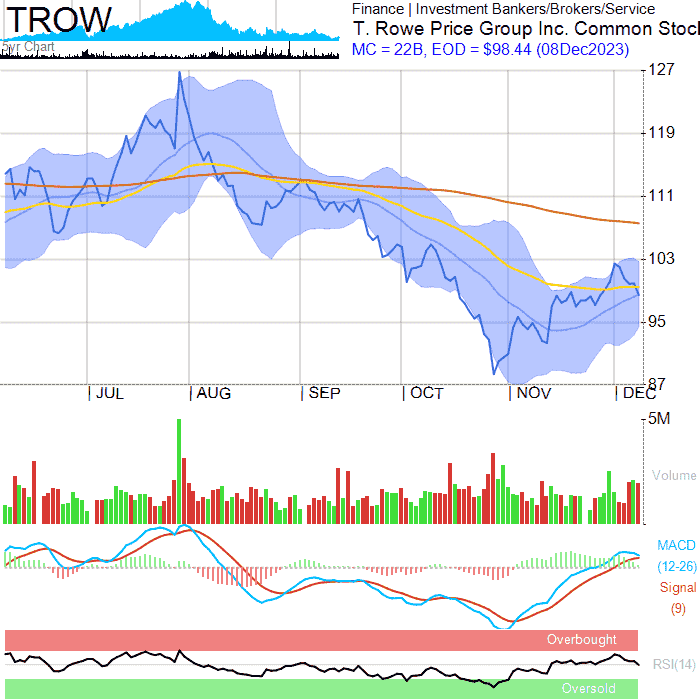 TROW
5yr Chart
Finance | Investment Bankers/Brokers/Service
T. Rowe Price Group Inc. Common Stoc
MC = 22B, EOD = $98.44 (08Dec2023)
127
119
111
103
95
87
JUL AUG SEP OCT NOV DEC
5M
Volume
MACD
(12-26)
Signal
(9)
Overbought
RSI(14)
Oversold